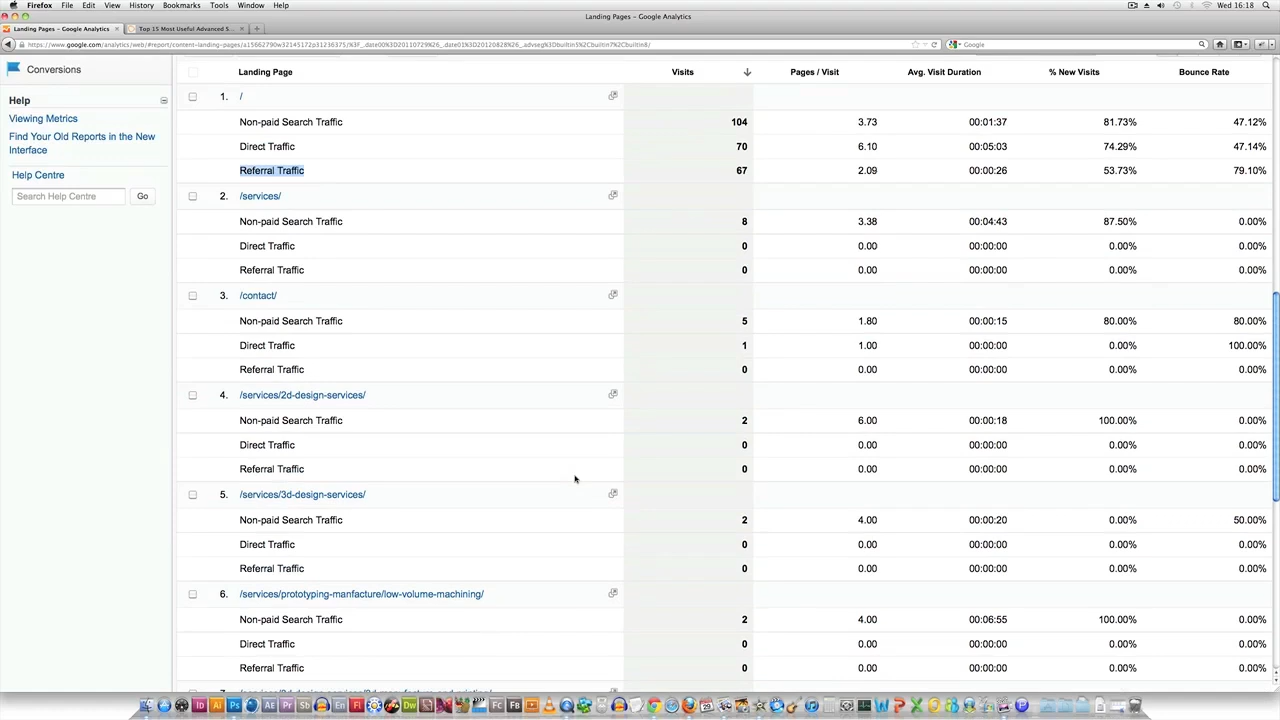 Firefox File Edit View History Bookmarks Tools Window Help Wed 16:18
Landing Pages - Google Analytics
Landing Pages - Google Analytics Top 15 Most Useful Advanced S...
Google
Conversions
Landing Page Visits Pages / Visit Avg. Visit Duration % New Visits Bounce Rate
Help
Viewing Metrics
Find Your Old Reports in the New
Interface
Help Centre
Search Help Centre Go
1. /
Non-paid Search Traffic 104 3.73 00:01:37 81.73% 47.12%
Direct Traffic 70 6.10 00:05:03 74.29% 47.14%
Referral Traffic 67 2.09 00:00:26 53.73% 79.10%
2. /services/
Non-paid Search Traffic 8 3.38 00:04:43 87.50% 0.00%
Direct Traffic 0 0.00 00:00:00 0.00% 0.00%
Referral Traffic 0 0.00 00:00:00 0.00% 0.00%
3. /contact/
Non-paid Search Traffic 5 1.80 00:00:15 80.00% 80.00%
Direct Traffic 1 1.00 00:00:00 0.00% 100.00%
Referral Traffic 0 0.00 00:00:00 0.00% 0.00%
4. /services/2d-design-services/
Non-paid Search Traffic 2 6.00 00:00:18 100.00% 0.00%
Direct Traffic 0 0.00 00:00:00 0.00% 0.00%
Referral Traffic 0 0.00 00:00:00 0.00% 0.00%
5. /services/3d-design-services/
Non-paid Search Traffic 2 4.00 00:00:20 0.00% 50.00%
Direct Traffic 0 0.00 00:00:00 0.00% 0.00%
Referral Traffic 0 0.00 00:00:00 0.00% 0.00%
6. /services/prototyping-manfacture/low-volume-machining/
Non-paid Search Traffic 2 4.00 00:06:55 100.00% 0.00%
Direct Traffic 0 0.00 00:00:00 0.00% 0.00%
Referral Traffic 0 0.00 00:00:00 0.00% 0.00%